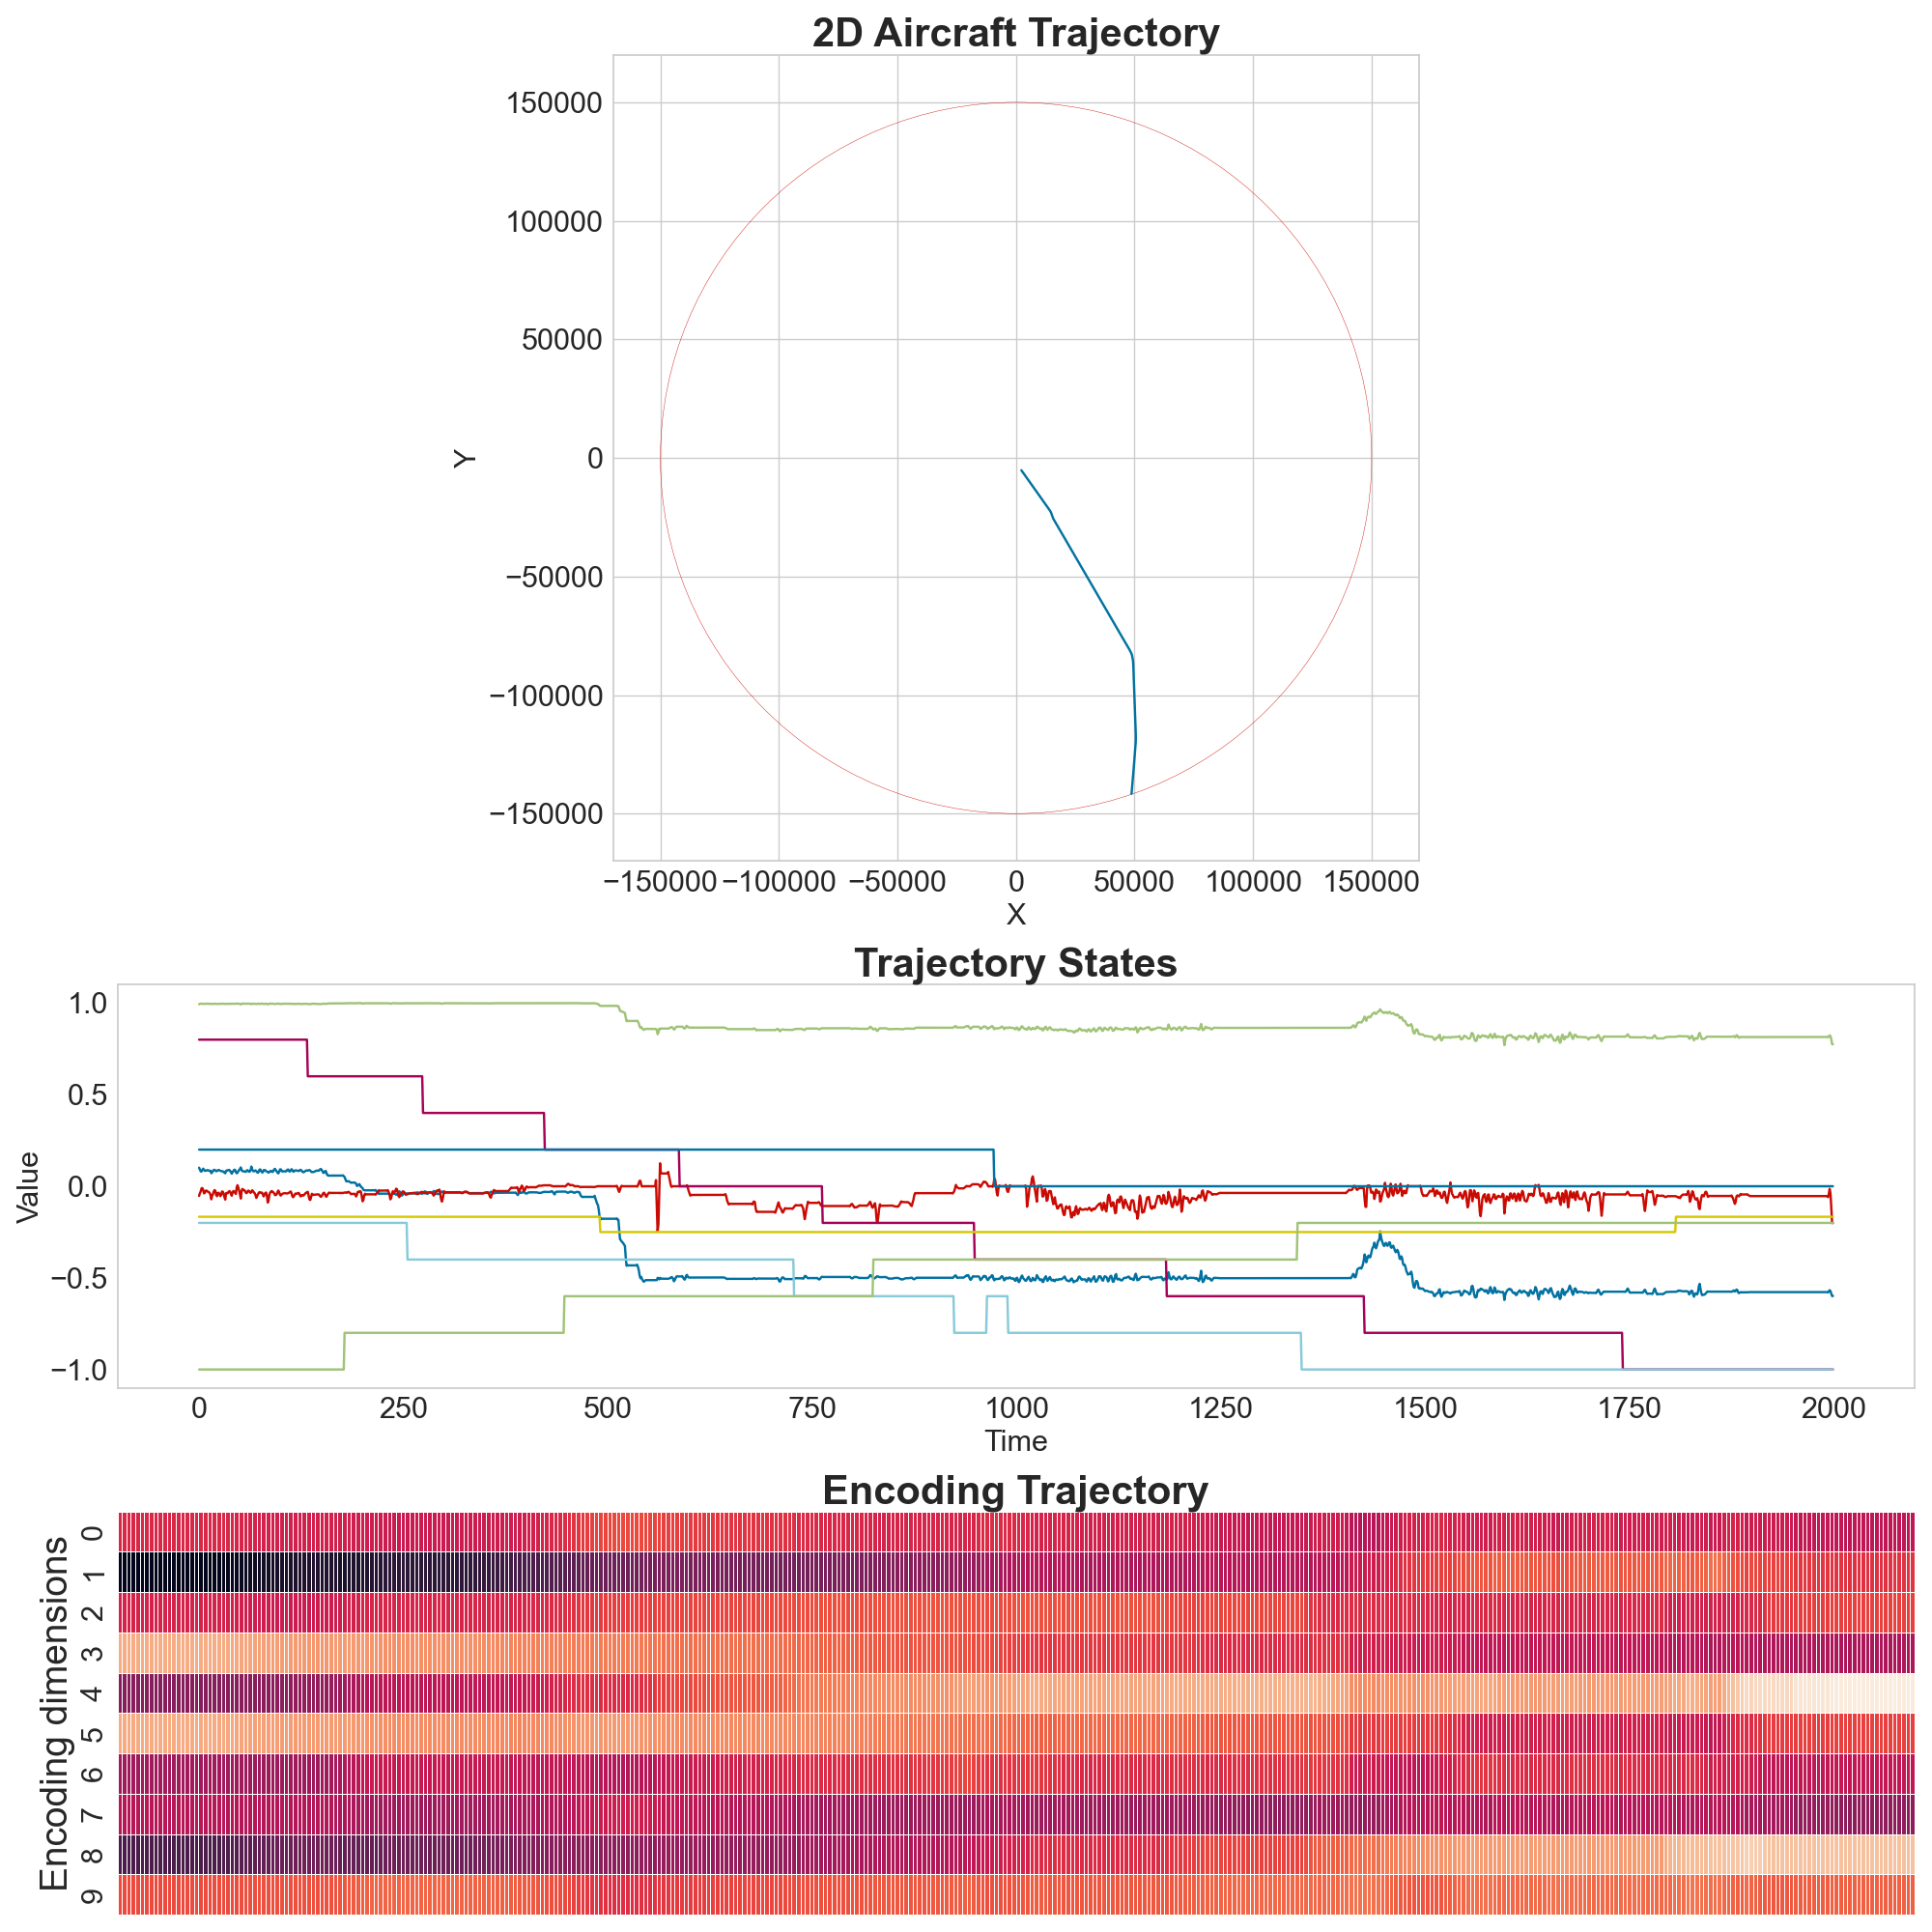 2D Aircraft Trajectory
150000
100000
50000
0
−50000
−100000
−150000
Y
−150000 −100000 −50000 0 50000 100000 150000
X
Trajectory States
1.0
0.5
0.0
−0.5
−1.0
Value
0 250 500 750 1000 1250 1500 1750 2000
Time
Encoding Trajectory
Encoding dimensions
0
1
2
3
4
5
6
7
8
9